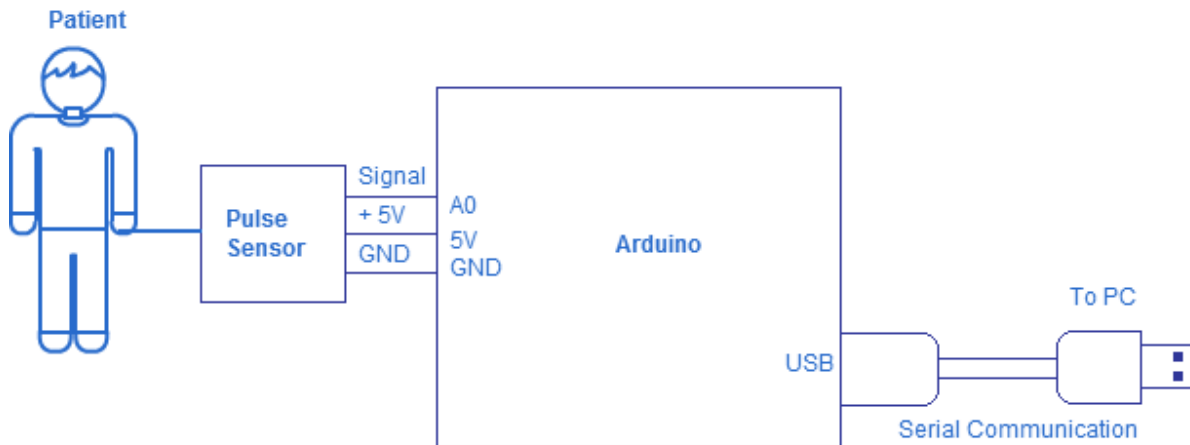 Patient
Pulse
Sensor
Signal
+ 5V
GND
A0
5V
GND
Arduino
USB
To PC
Serial Communication